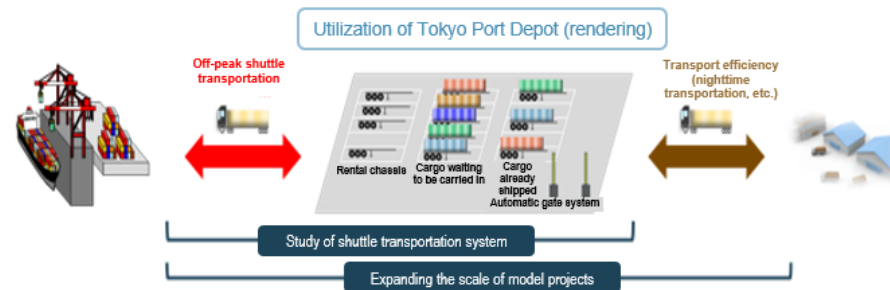 Utilization of Tokyo Port Depot (rendering)
Off-peak shuttle
transportation
...
Transport efficiency
(nighttime
transportation, etc.)
Rental chassis
Cargo waiting
to be carried in
Cargo
already
shipped
Automatic gate system
Study of shuttle transportation system
Expanding the scale of model projects